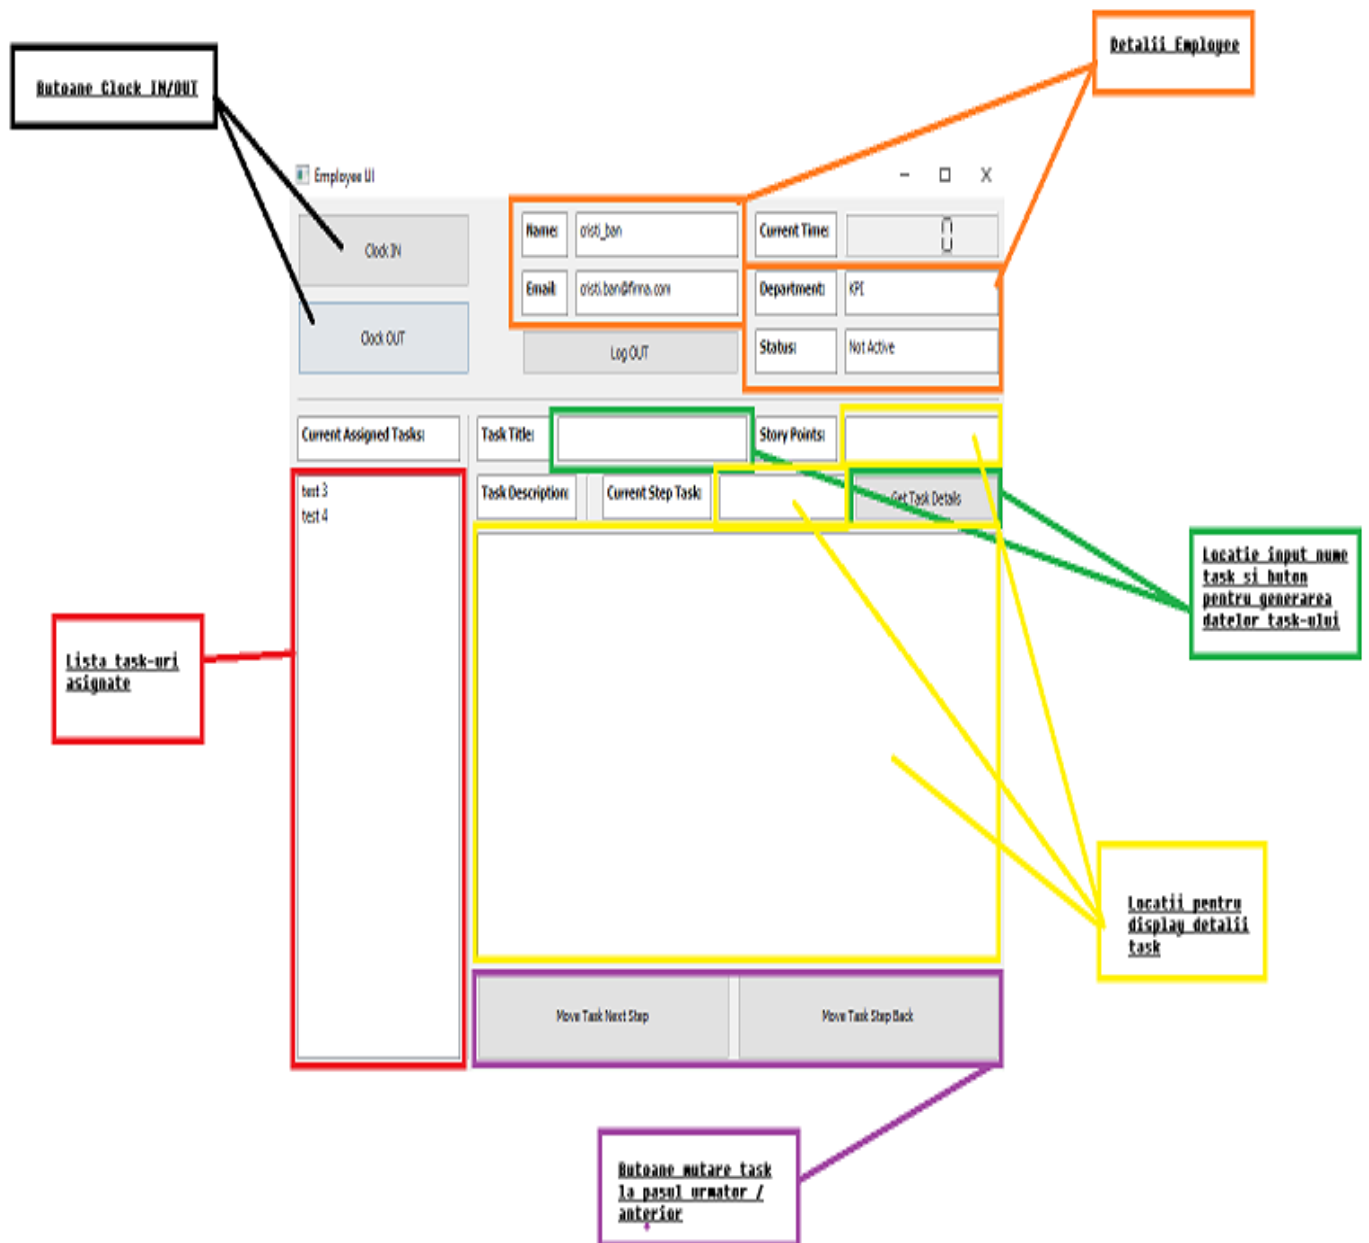 Detalii Employee
Butoane Clock IN/OUT
Employee UI
Clock IN
Name:
cristi_ban
Current Time:
0
Email:
cristi.ban@firma.com
Department:
KPI
Clock OUT
Log OUT
Status:
Not Active
Current Assigned Tasks:
Task Title:
Story Points:
test 3
test 4
Task Description:
Current Step Task:
Get Task Details
Locatie input nume
task si buton
pentru generarea
datelor task-ului
Lista task-uri
asignate
Locatii pentru
display detalii
task
Move Task Next Step
Move Task Step Back
Butoane mutare task
la pasul urmator /
anterior